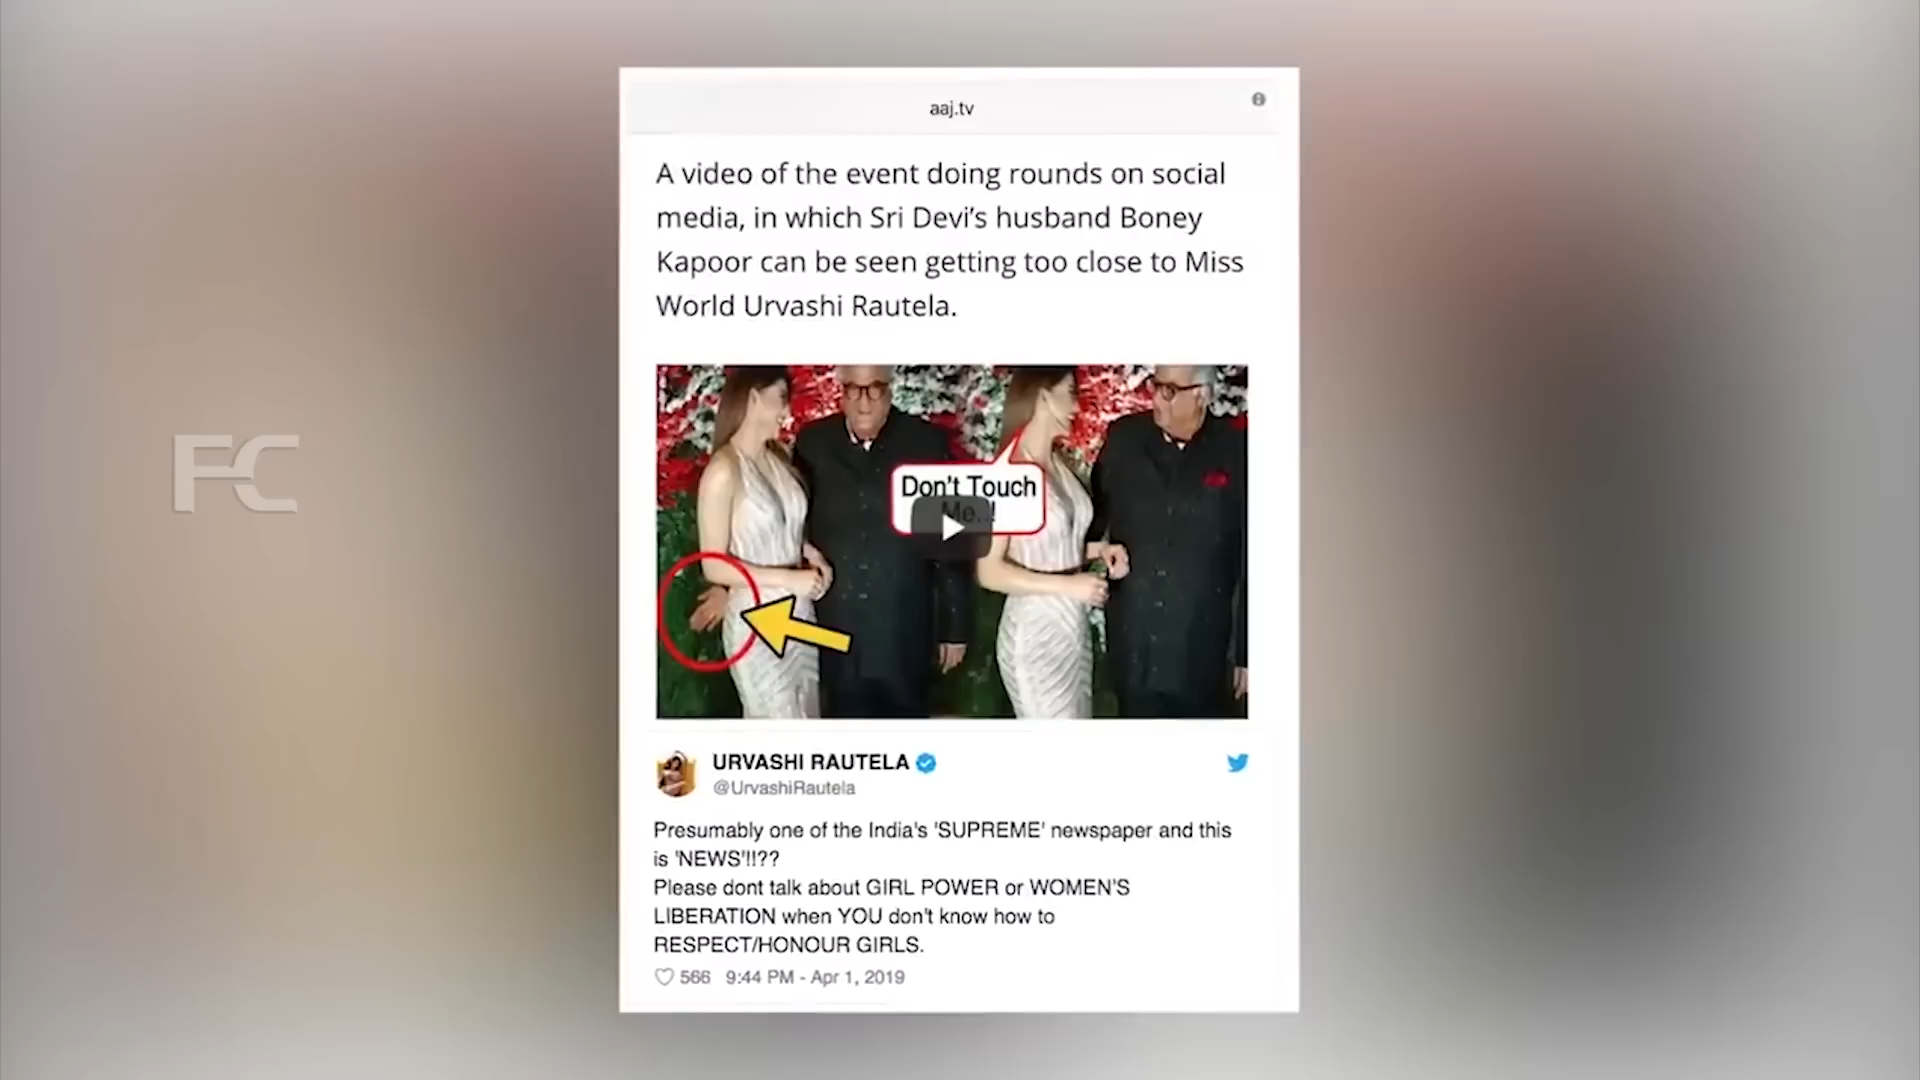 aaj.tv
A video of the event doing rounds on social
media, in which Sri Devi’s husband Boney
Kapoor can be seen getting too close to Miss
World Urvashi Rautela.
FC
Don't Touch
Me..!
URVASHI RAUTELA
@UrvashiRautela
Presumably one of the India's 'SUPREME' newspaper and this
is 'NEWS'!!??
Please dont talk about GIRL POWER or WOMEN'S
LIBERATION when YOU don't know how to
RESPECT/HONOUR GIRLS.
566 9:44 PM - Apr 1, 2019